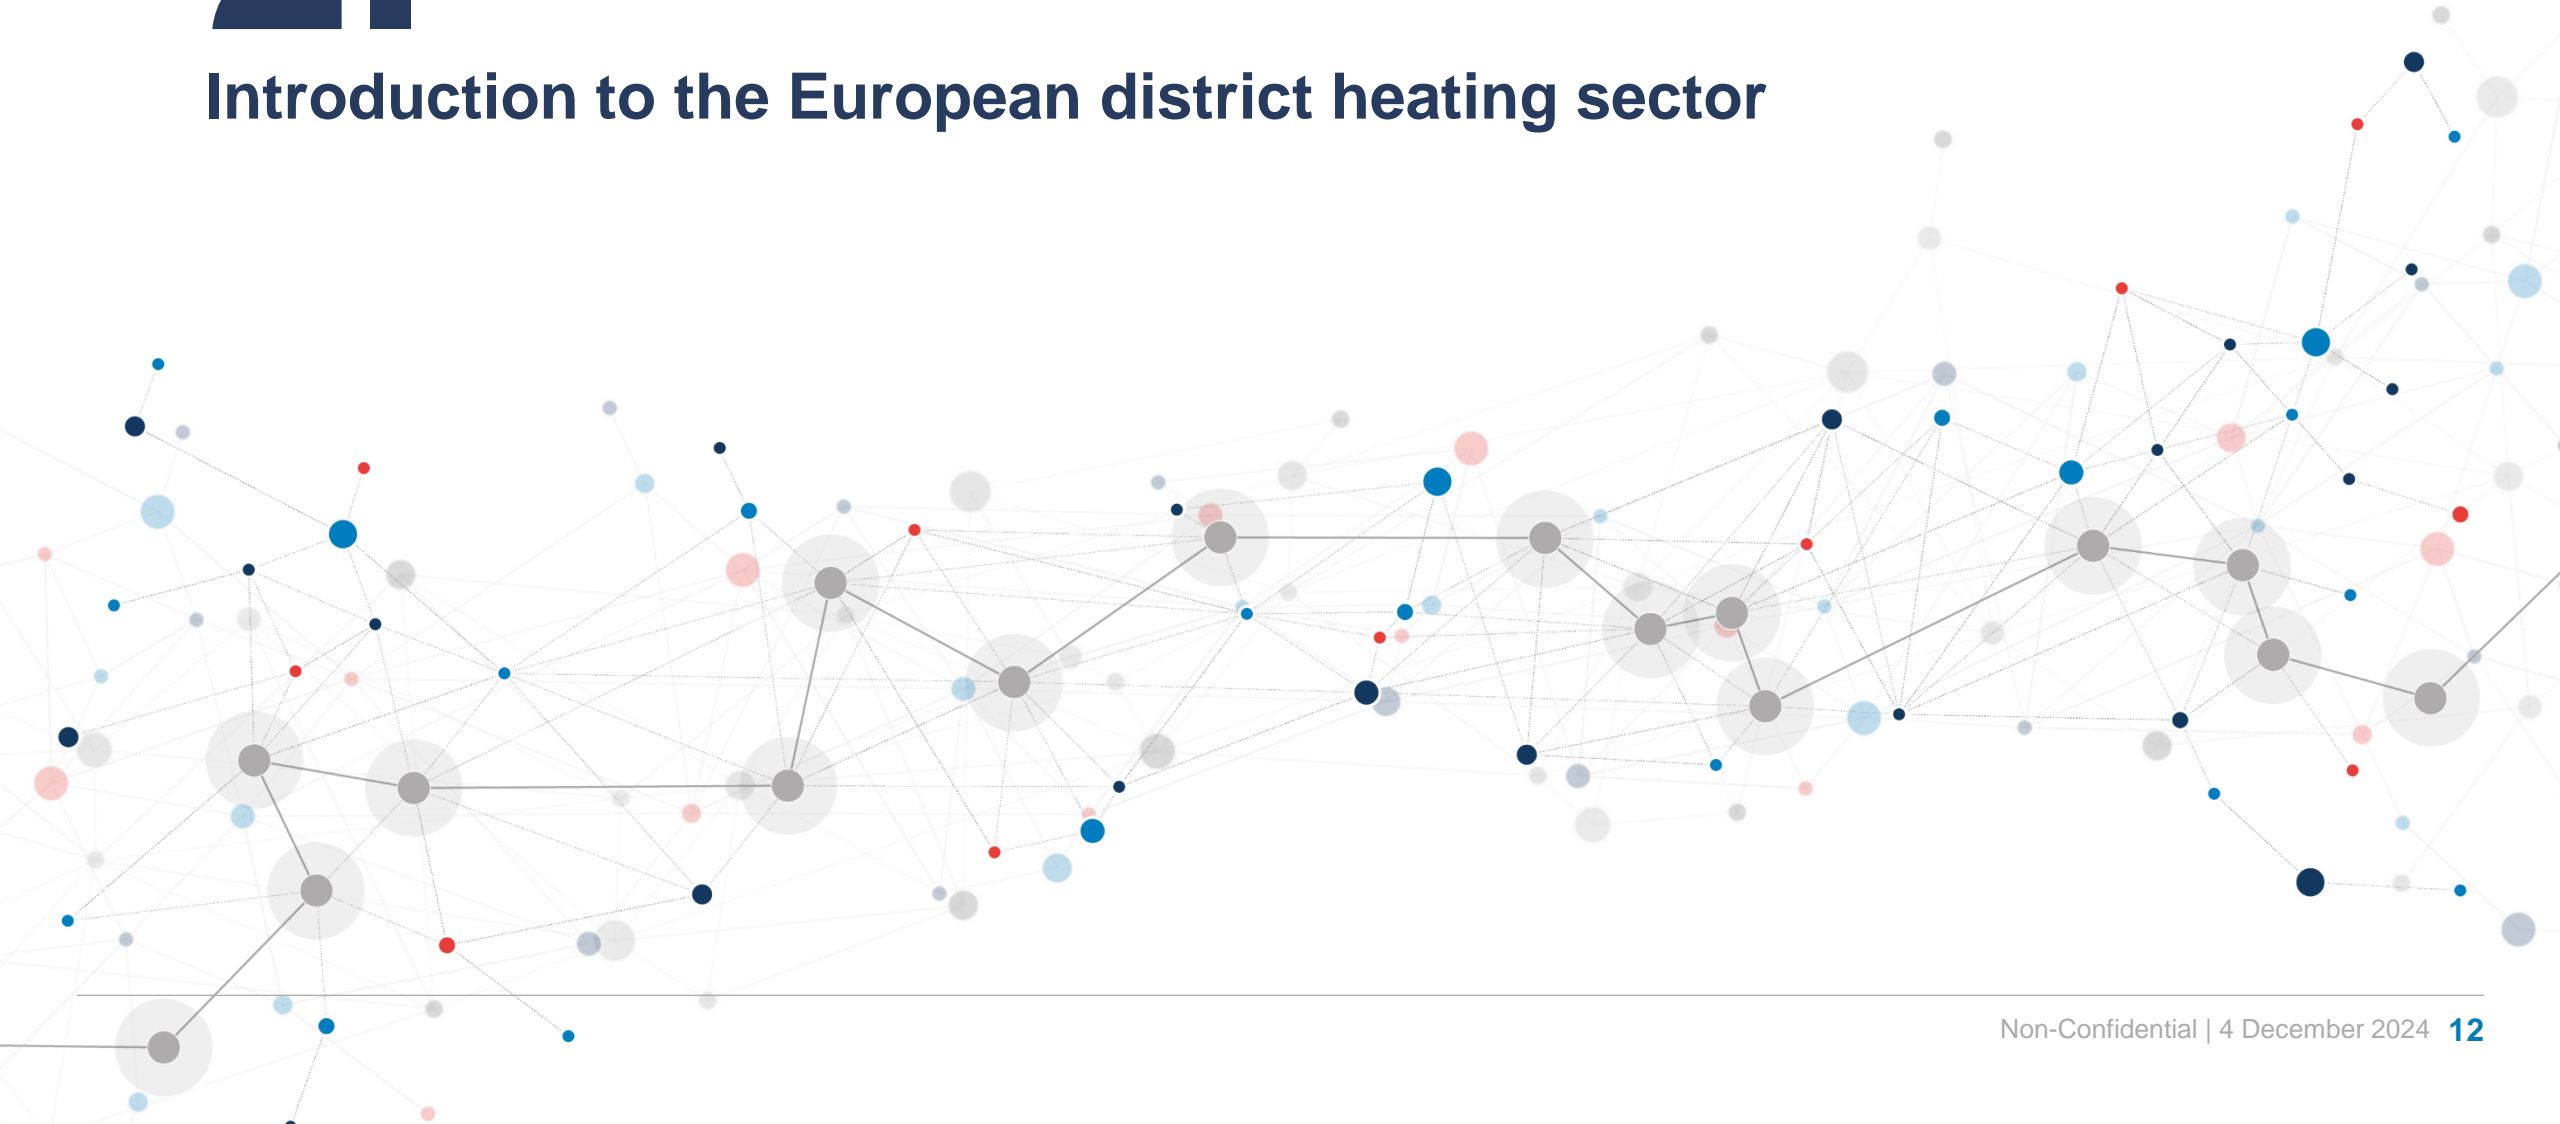 Introduction to the European district heating sector
Non-Confidential | 4 December 2024 12